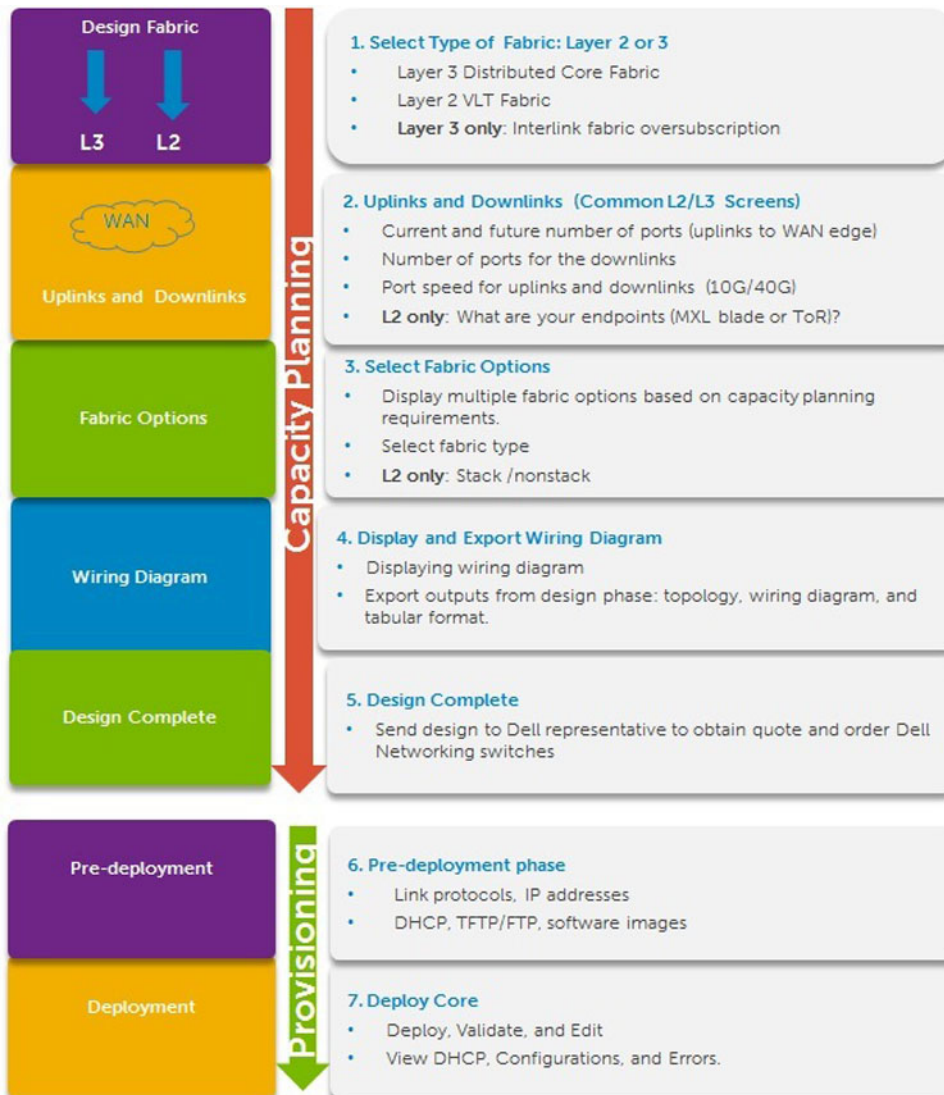 Design Fabric
L3 L2
WAN
Uplinks and Downlinks
Fabric Options
Wiring Diagram
Design Complete
Capacity Planning
1. Select Type of Fabric: Layer 2 or 3
• Layer 3 Distributed Core Fabric
• Layer 2 VLT Fabric
• Layer 3 only: Interlink fabric oversubscription
2. Uplinks and Downlinks (Common L2/L3 Screens)
• Current and future number of ports (uplinks to WAN edge)
• Number of ports for the downlinks
• Port speed for uplinks and downlinks (10G/40G)
• L2 only: What are your endpoints (MXL blade or ToR)?
3. Select Fabric Options
• Display multiple fabric options based on capacity planning
requirements.
• Select fabric type
• L2 only: Stack /nonstack
4. Display and Export Wiring Diagram
• Displaying wiring diagram
• Export outputs from design phase: topology, wiring diagram, and
tabular format.
5. Design Complete
• Send design to Dell representative to obtain quote and order Dell
Networking switches
Pre-deployment
Deployment
Provisioning
6. Pre-deployment phase
• Link protocols, IP addresses
• DHCP, TFTP/FTP, software images
7. Deploy Core
• Deploy, Validate, and Edit
• View DHCP, Configurations, and Errors.